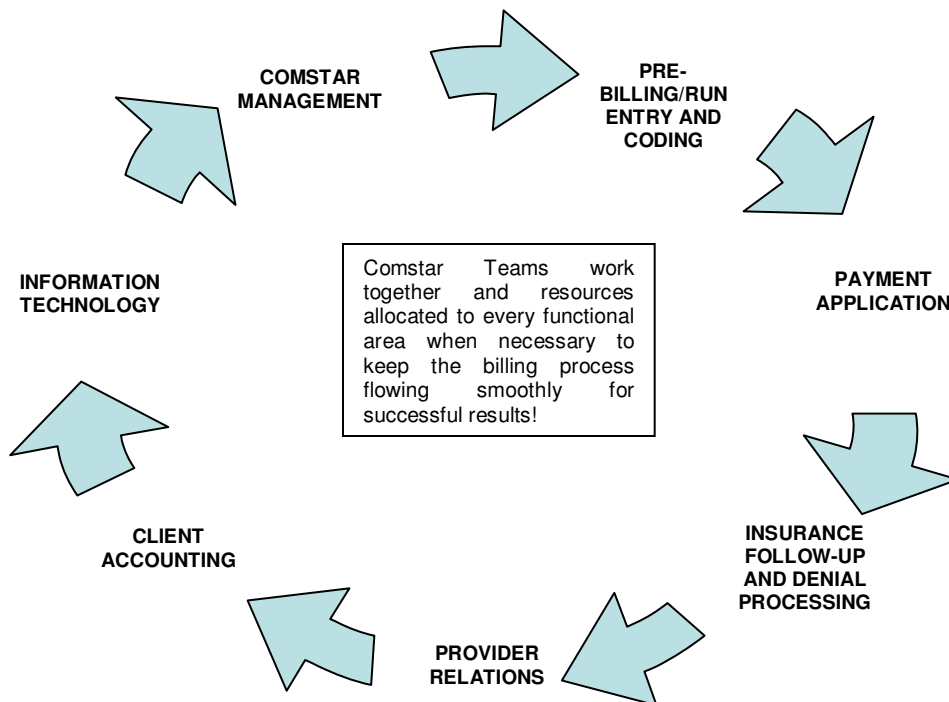 COMSTAR
MANAGEMENT
PRE-
BILLING/RUN
ENTRY AND
CODING
PAYMENT
APPLICATION
INSURANCE
FOLLOW-UP
AND DENIAL
PROCESSING
PROVIDER
RELATIONS
CLIENT
ACCOUNTING
INFORMATION
TECHNOLOGY
Comstar Teams work
together and resources
allocated to every functional
area when necessary to
keep the billing process
flowing smoothly for
successful results!